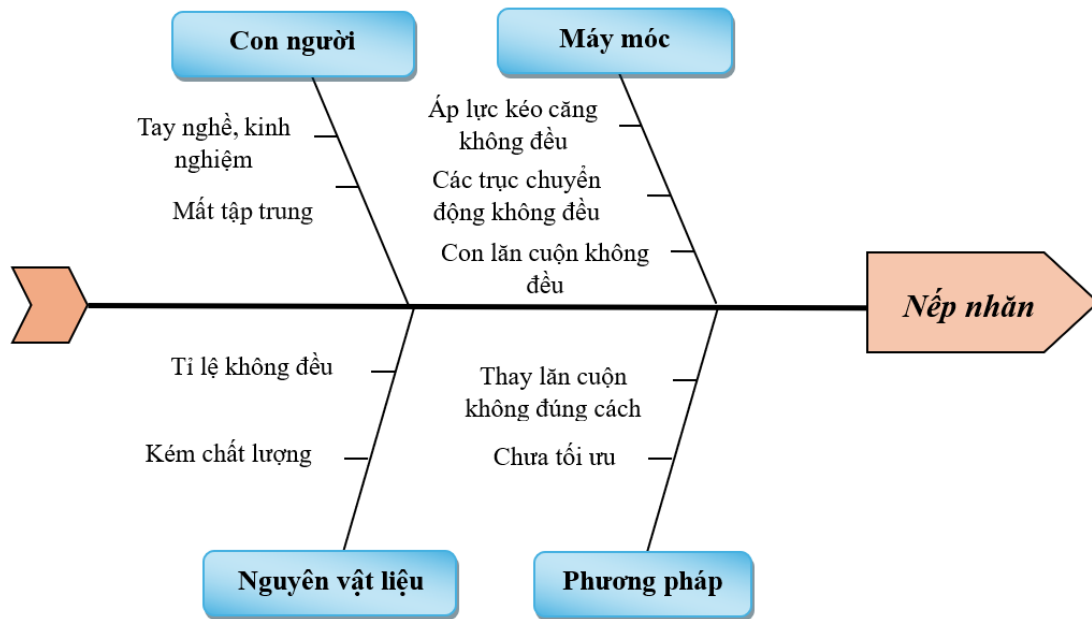 Con người
Máy móc
Tay nghề, kinh
nghiệm
Mất tập trung
Áp lực kéo căng
không đều
Các trục chuyển
động không đều
Con lăn cuộn không
đều
Nếp nhăn
Tỉ lệ không đều
Kém chất lượng
Thay lăn cuộn
không đúng cách
Chưa tối ưu
Nguyên vật liệu
Phương pháp